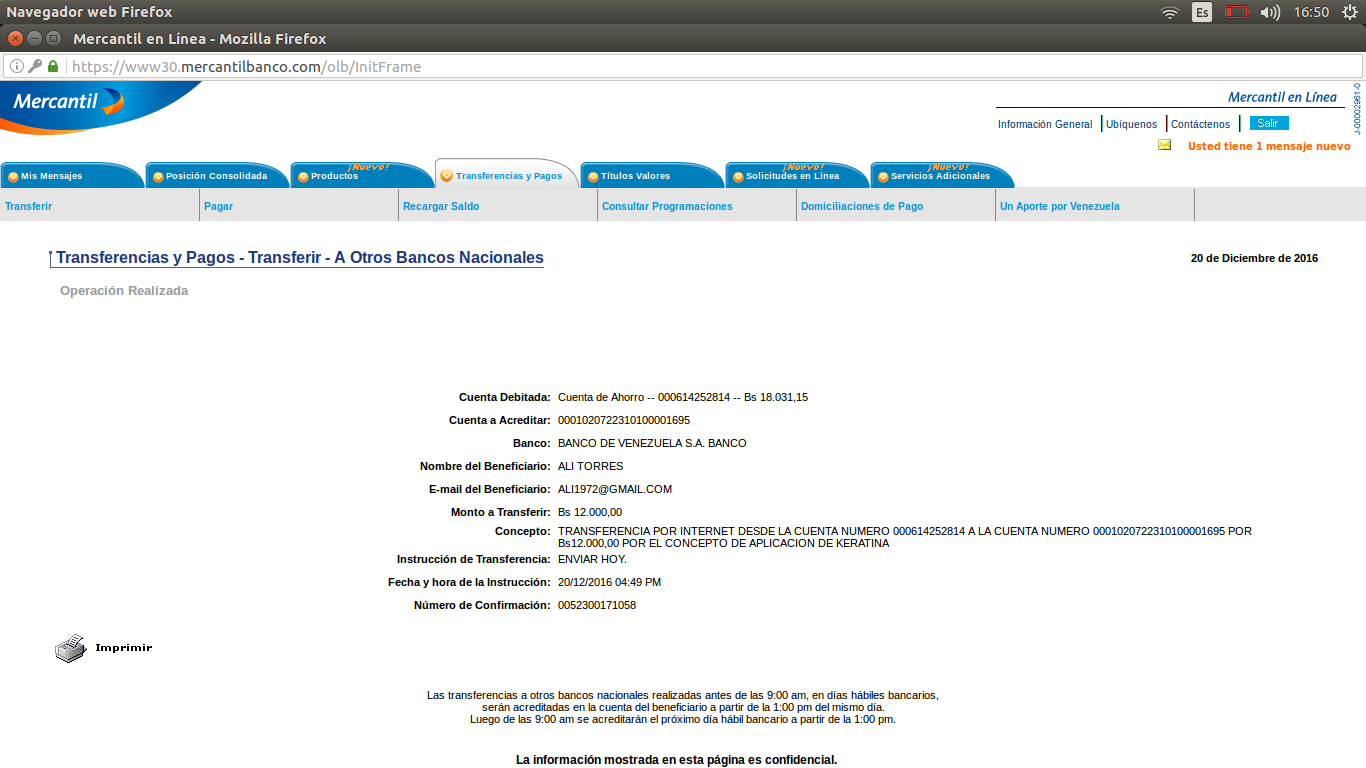 Navegador web Firefox
Es
16:50
Mercantil en Línea - Mozilla Firefox
https://www30.mercantilbanco.com/olb/InitFrame
Mercantil
Mercantil en Línea
J-00002961-0
Información General
Ubíquenos
Contáctenos
Salir
Usted tiene 1 mensaje nuevo
Mis Mensajes
Posición Consolidada
¡Nuevo!
Productos
Transferencias y Pagos
Títulos Valores
¡Nuevo!
Solicitudes en Línea
¡Nuevo!
Servicios Adicionales
Transferir
Pagar
Recargar Saldo
Consultar Programaciones
Domiciliaciones de Pago
Un Aporte por Venezuela
Transferencias y Pagos - Transferir - A Otros Bancos Nacionales
20 de Diciembre de 2016
Operación Realizada
Cuenta Debitada: Cuenta de Ahorro -- 000614252814 -- Bs 18.031,15
Cuenta a Acreditar: 0001020722310100001695
Banco: BANCO DE VENEZUELA S.A. BANCO
Nombre del Beneficiario: ALI TORRES
E-mail del Beneficiario: ALI1972@GMAIL.COM
Monto a Transferir: Bs 12.000,00
Concepto: TRANSFERENCIA POR INTERNET DESDE LA CUENTA NUMERO 000614252814 A LA CUENTA NUMERO 0001020722310100001695 POR
Bs12.000,00 POR EL CONCEPTO DE APLICACION DE KERATINA
Instrucción de Transferencia: ENVIAR HOY.
Fecha y hora de la Instrucción: 20/12/2016 04:49 PM
Número de Confirmación: 0052300171058
Imprimir
Las transferencias a otros bancos nacionales realizadas antes de las 9:00 am, en días hábiles bancarios,
serán acreditadas en la cuenta del beneficiario a partir de la 1:00 pm del mismo día.
Luego de las 9:00 am se acreditarán el próximo día hábil bancario a partir de la 1:00 pm.
La información mostrada en esta página es confidencial.